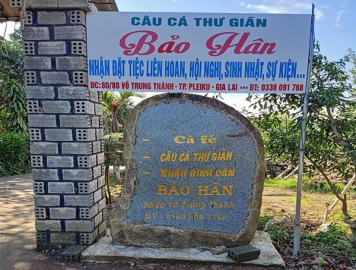 CÂU CÁ THƯ GIÃN
Bảo Hân
NHẬN ĐẶT TIỆC LIÊN HOAN, HỘI NGHỊ, SINH NHẬT, SỰ KIỆN...
ĐC: 80/80 VÕ TRUNG THÀNH - TP. PLEIKU - GIA LAI ••• ĐT: 0338 091 768
- Cà fê
- CÂU CÁ THƯ GIÃN
- NHẬU BÌNH DÂN
BẢO HÂN
80/80 Võ Trung Thành
ĐT: